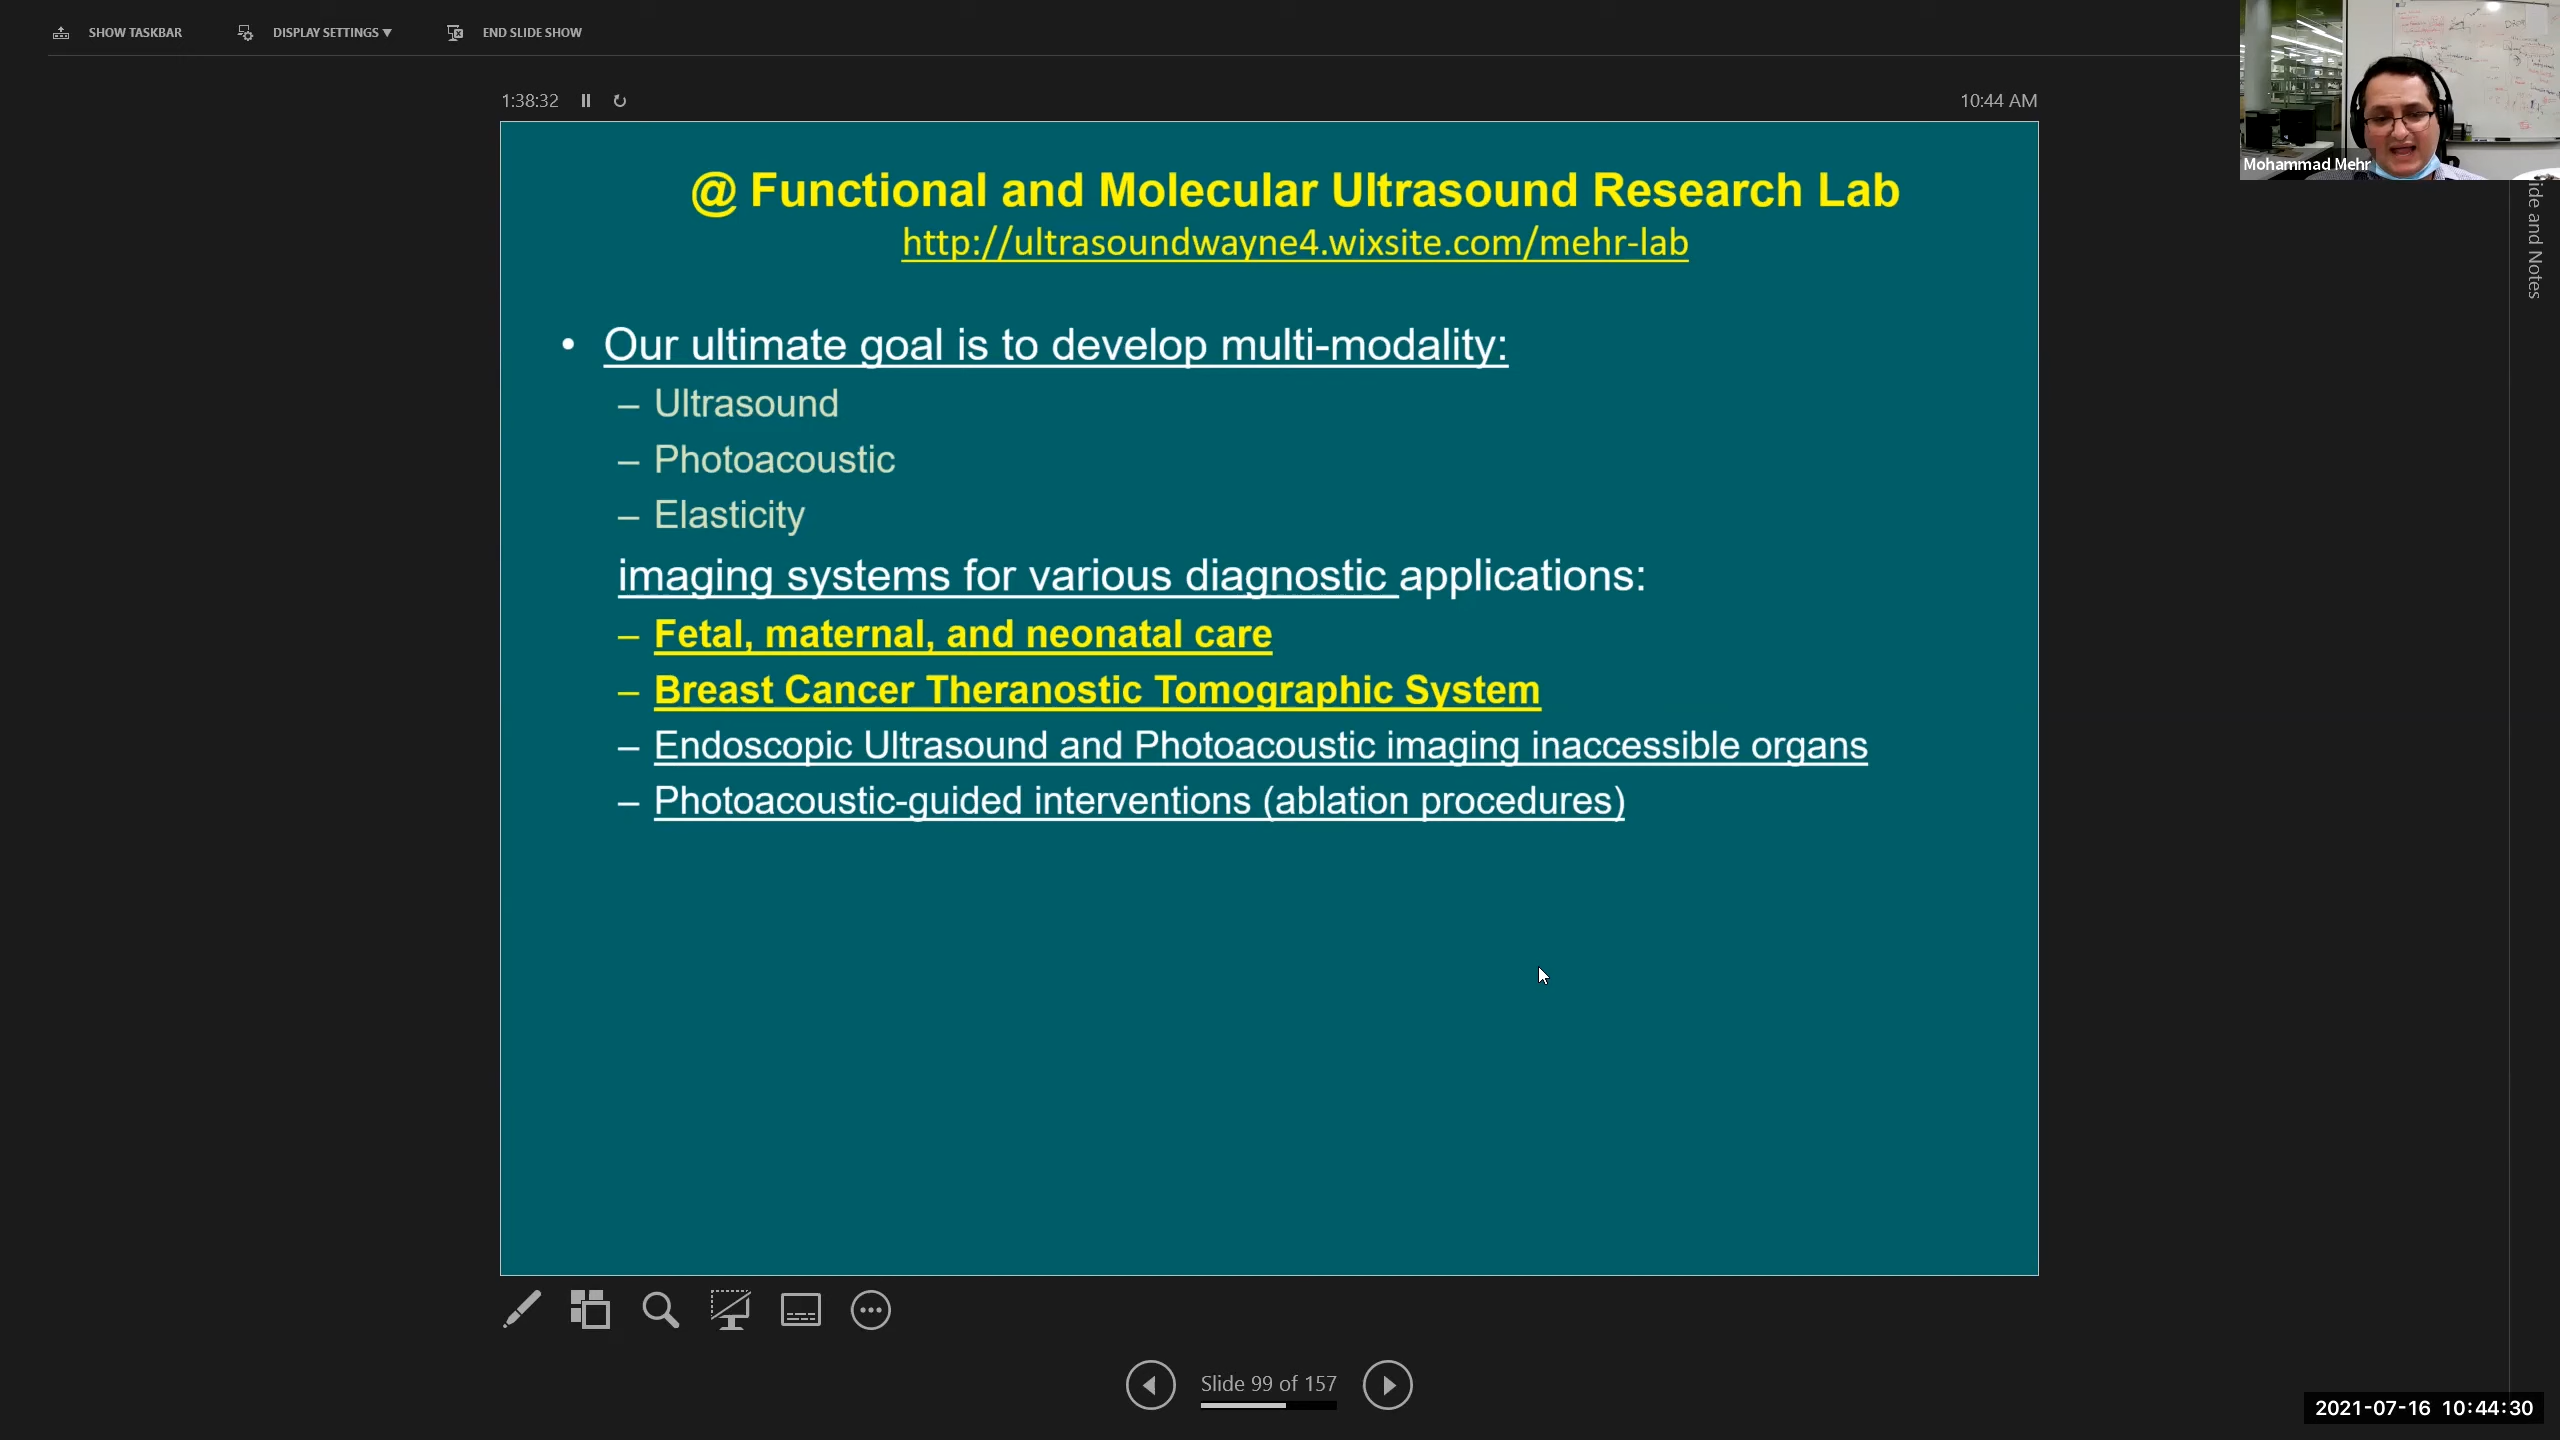 SHOW TASKBAR
DISPLAY SETTINGS ▼
END SLIDE SHOW
1:38:32
10:44 AM
Mohammad Mehr
@ Functional and Molecular Ultrasound Research Lab
http://ultrasoundwayne4.wixsite.com/mehr-lab
• Our ultimate goal is to develop multi-modality:
– Ultrasound
– Photoacoustic
– Elasticity
imaging systems for various diagnostic applications:
– Fetal, maternal, and neonatal care
– Breast Cancer Theranostic Tomographic System
– Endoscopic Ultrasound and Photoacoustic imaging inaccessible organs
– Photoacoustic-guided interventions (ablation procedures)
ide and Notes
Slide 99 of 157
2021-07-16 10:44:30